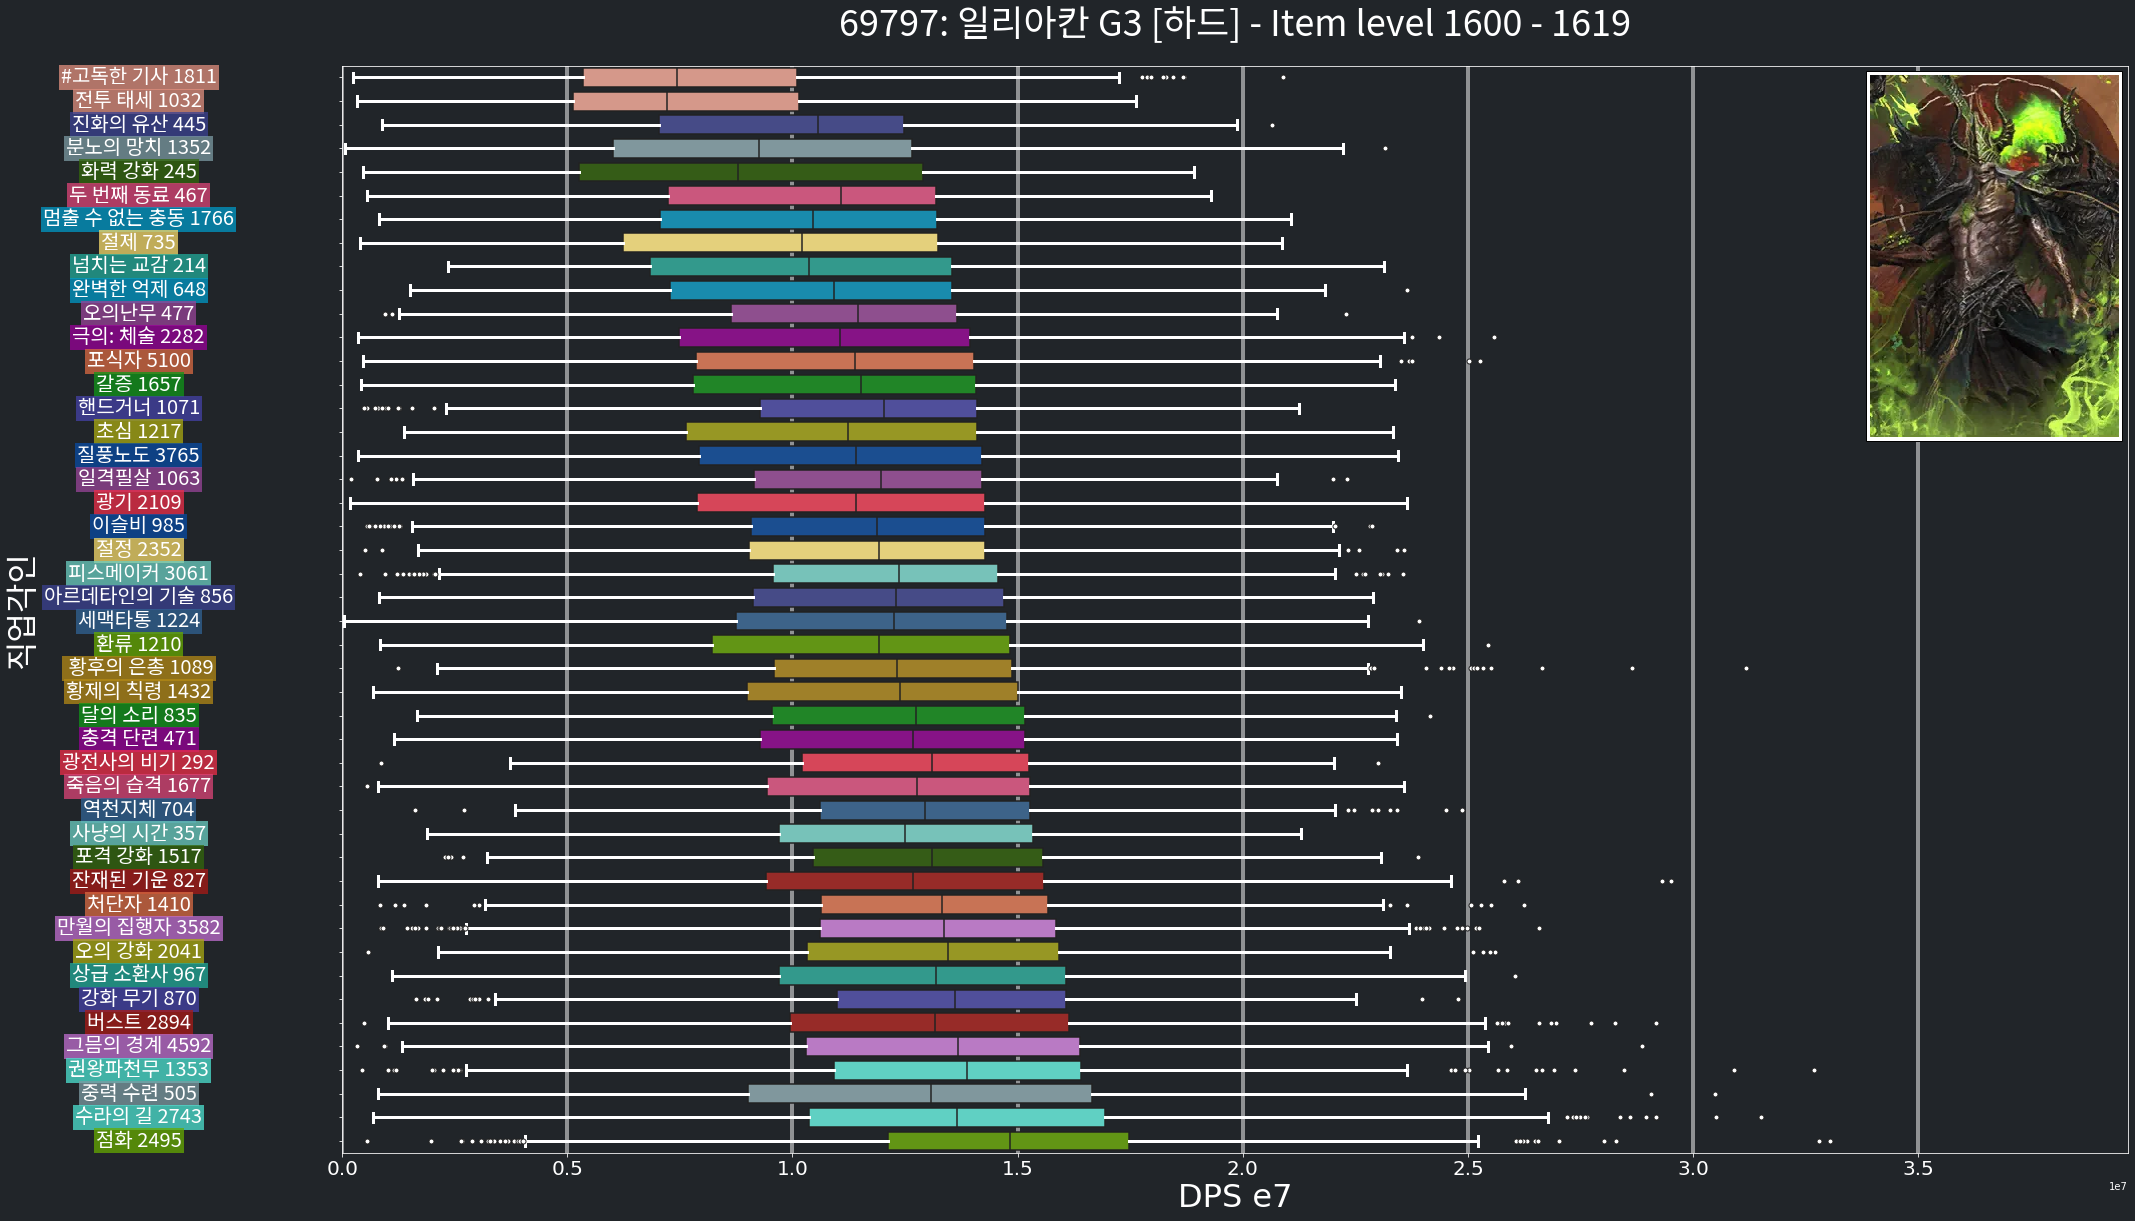 69797: 일리아칸 G3 [하드] - Item level 1600 - 1619
#고독한 기사 1811
전투 태세 1032
진화의 유산 445
분노의 망치 1352
화력 강화 245
두 번째 동료 467
멈출 수 없는 충동 1766
절제 735
넘치는 교감 214
완벽한 억제 648
오의난무 477
극의: 체술 2282
포식자 5100
갈증 1657
핸드거너 1071
초심 1217
질풍노도 3765
일격필살 1063
광기 2109
이슬비 985
절정 2352
피스메이커 3061
아르데타인의 기술 856
세맥타통 1224
환류 1210
황후의 은총 1089
황제의 칙령 1432
달의 소리 835
충격 단련 471
광전사의 비기 292
죽음의 습격 1677
역천지체 704
사냥의 시간 357
포격 강화 1517
잔재된 기운 827
처단자 1410
만월의 집행자 3582
오의 강화 2041
상급 소환사 967
강화 무기 870
버스트 2894
그믐의 경계 4592
권왕파천무 1353
중력 수련 505
수라의 길 2743
점화 2495
직업각인
0.0 0.5 1.0 1.5 2.0 2.5 3.0 3.5
DPS e7
1e7